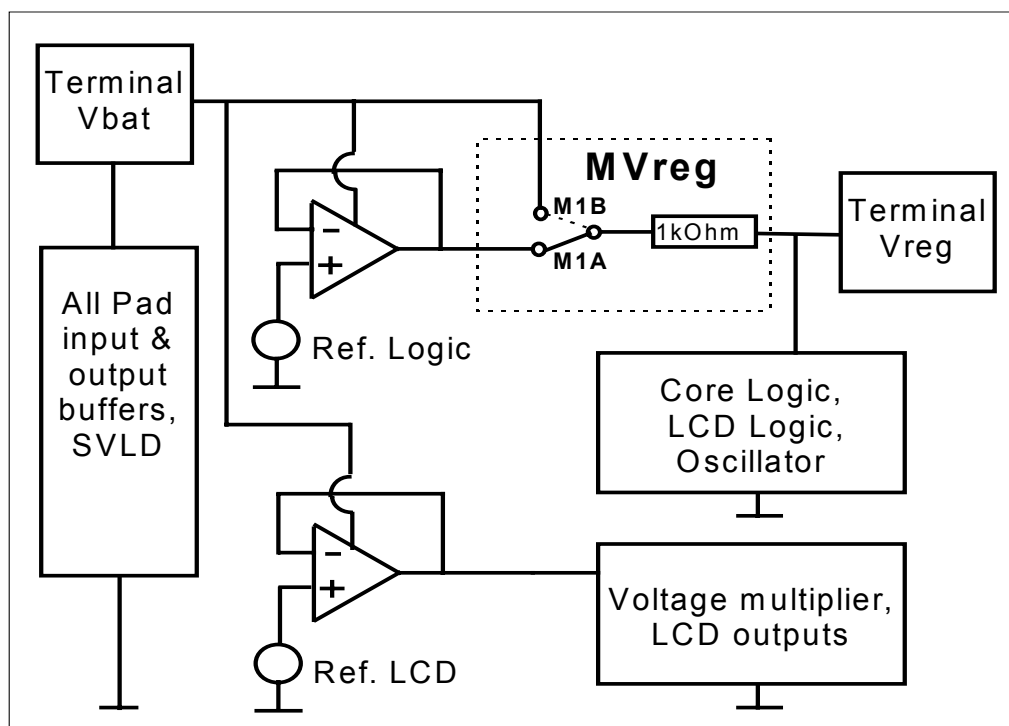 Terminal
Vbat
All Pad
input &
output
buffers,
SVLD
−
+
Ref. Logic
MVreg
M1B
M1A
1kOhm
Terminal
Vreg
Core Logic,
LCD Logic,
Oscillator
−
+
Ref. LCD
Voltage multiplier,
LCD outputs